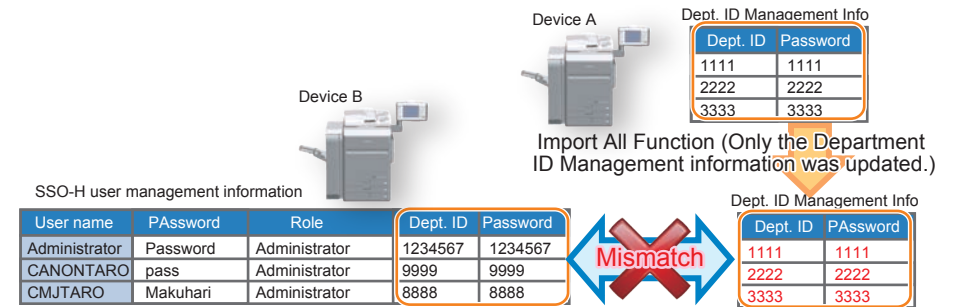 Device A
Dept. ID Management Info
Dept. ID Password
1111 1111
2222 2222
3333 3333
Device B
Import All Function (Only the Department
ID Management information was updated.)
SSO-H user management information
User name PAssword Role Dept. ID Password
Administrator Password Administrator 1234567 1234567
CANONTARO pass Administrator 9999 9999
CMJTARO Makuhari Administrator 8888 8888
Mismatch
Dept. ID Management Info
Dept. ID PAssword
1111 1111
2222 2222
3333 3333